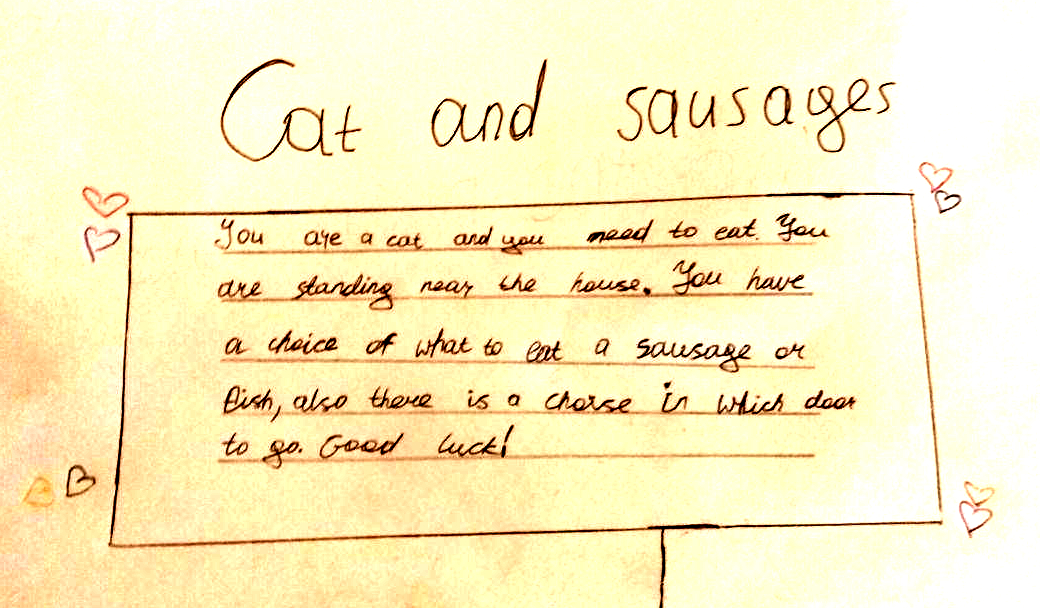 Cat and sausages
You are a cat and you need to eat. You
are standing near the house. You have
a choice of what to eat a sausage or
fish, also there is a chorse in which door
to go. Good luck!